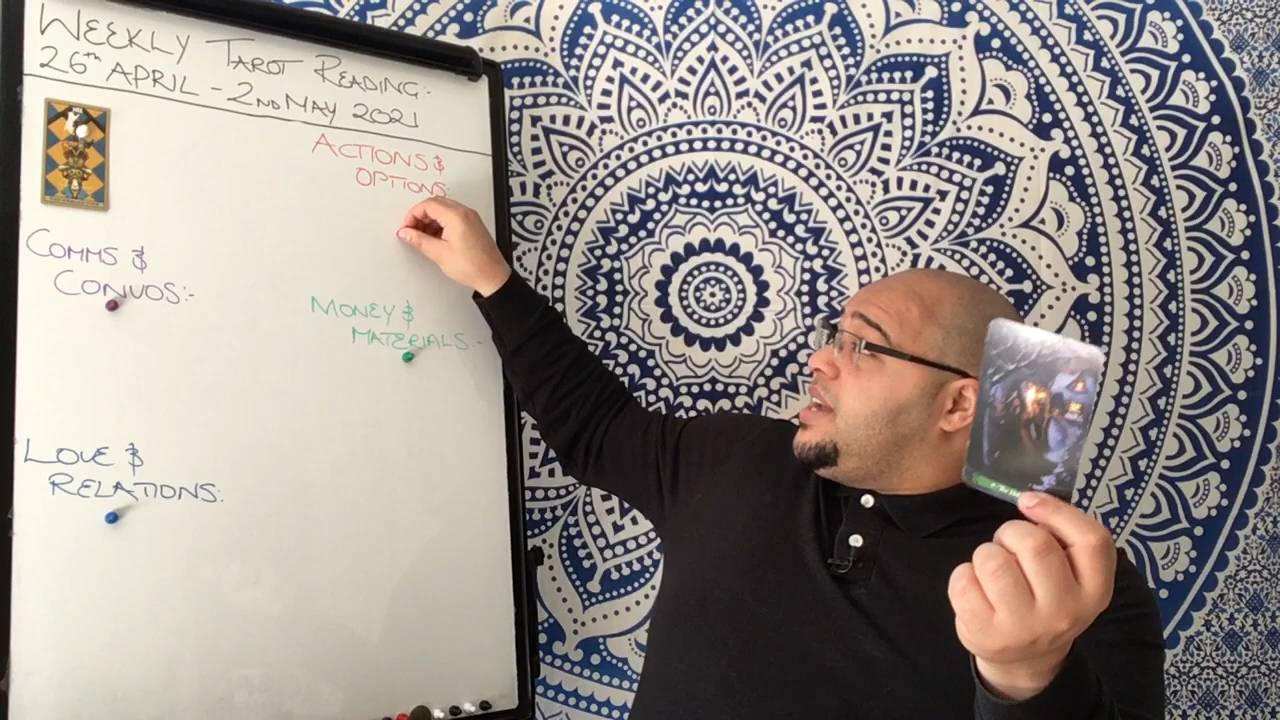 WEEKLY TAROT READING:-
26th APRIL - 2ND MAY 2021
ACTIONS &
OPTIONS:
COMMS &
CONVOS:-
MONEY &
MATERIALS:-
LOVE &
RELATIONS: